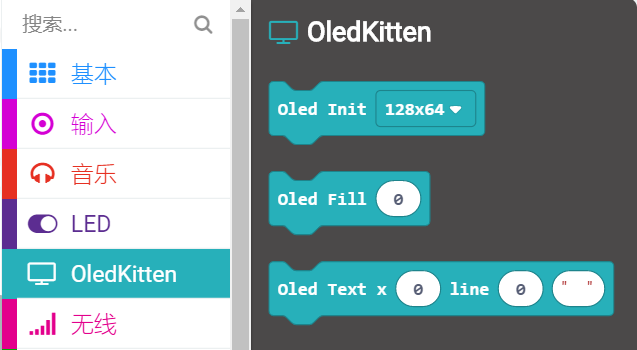 搜索...
基本
输入
音乐
LED
OledKitten
无线
OledKitten
Oled Init 128x64
Oled Fill 0
Oled Text x 0 line 0 " "